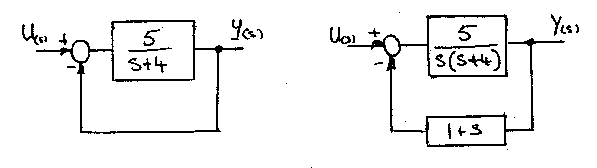 U(s) + - 5/(s+4) Y(s)
U(s) + - 5/(s(s+4)) Y(s)
1+s